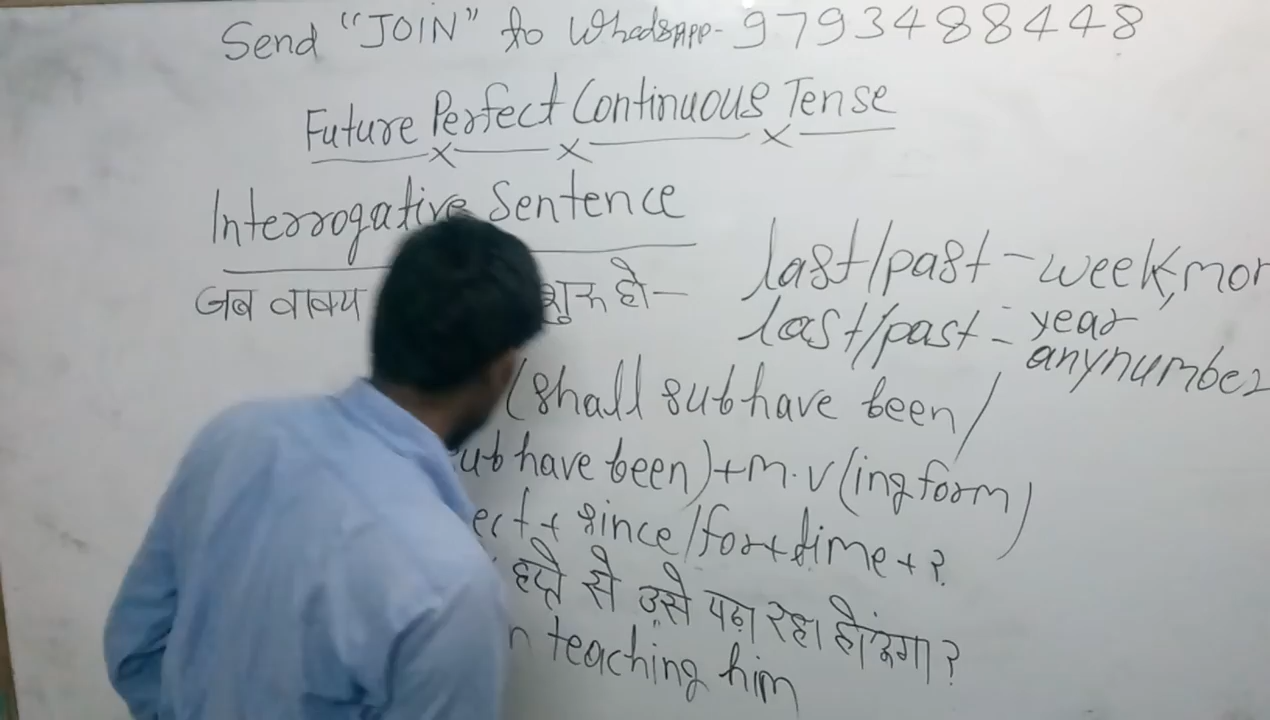 Send "JOIN" to WhatsAPP-9793488448
Future Perfect Continuous Tense
Interrogative Sentence
जब वाक्य शुरू हो-
last/past - week, mon
last/past - year
anynumber
(shall sub have been/
sub have been)+m.v(ing form)
ect + since/for+time+?
हफ्ते से उसे पढ़ा रहा होऊंगा?
n teaching him